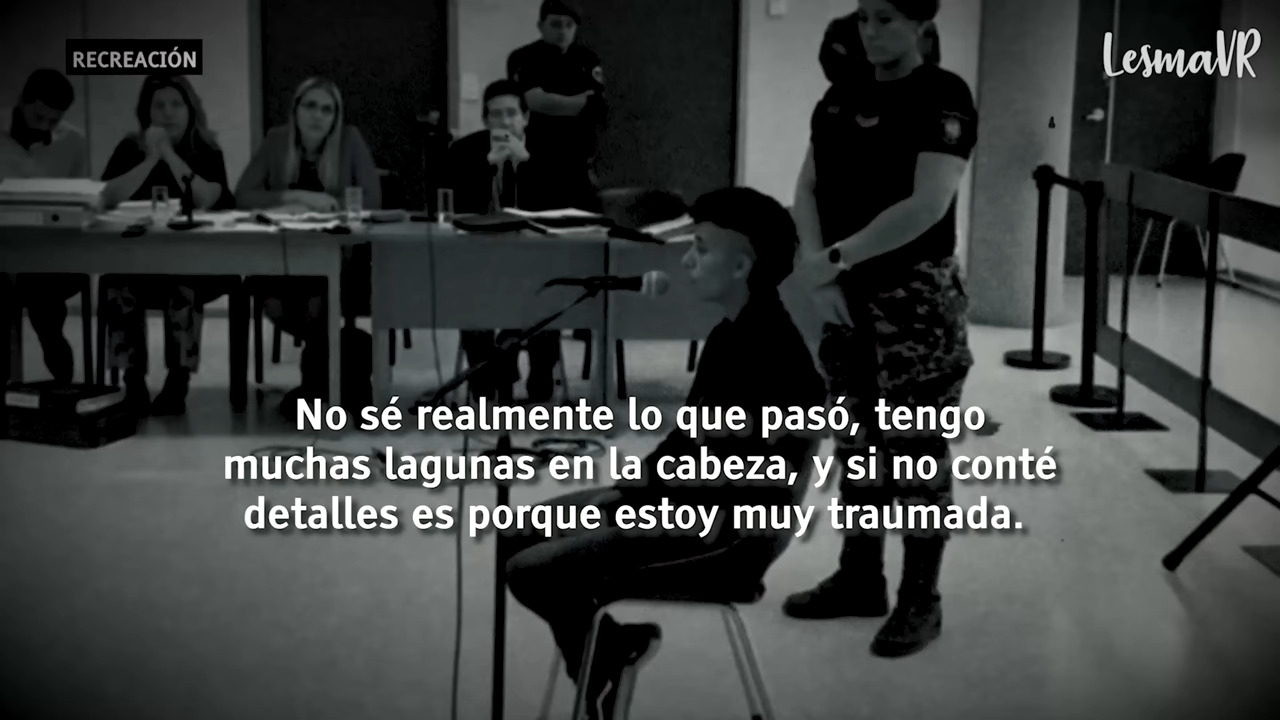 RECREACIÓN
LesmaVR
No sé realmente lo que pasó, tengo
muchas lagunas en la cabeza, y si no conté
detalles es porque estoy muy traumada.